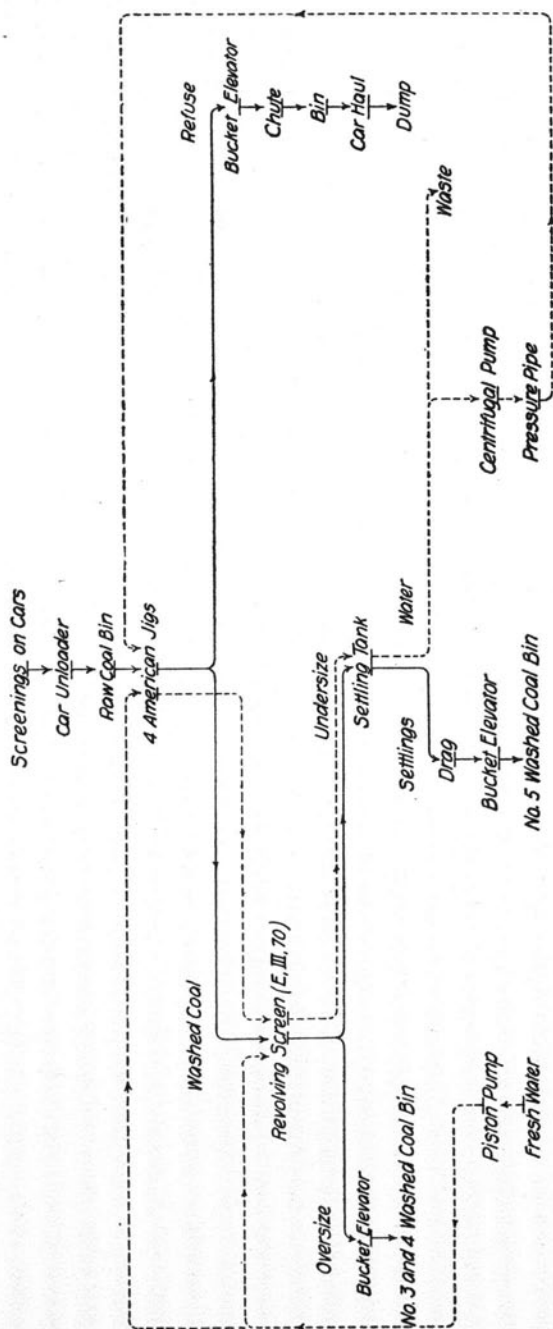 Screenings on Cars
Car Unloader
Raw Coal Bin
4 American Jigs
Washed Coal
Refuse
Bucket Elevator
Chute
Bin
Car Haul
Dump
Revolving Screen (E, III, 70)
Oversize
Undersize
Bucket Elevator
No. 3 and 4 Washed Coal Bin
Settling Tank
Settlings
Water
Drag
Bucket Elevator
No. 5 Washed Coal Bin
Waste
Centrifugal Pump
Pressure Pipe
Piston Pump
Fresh Water